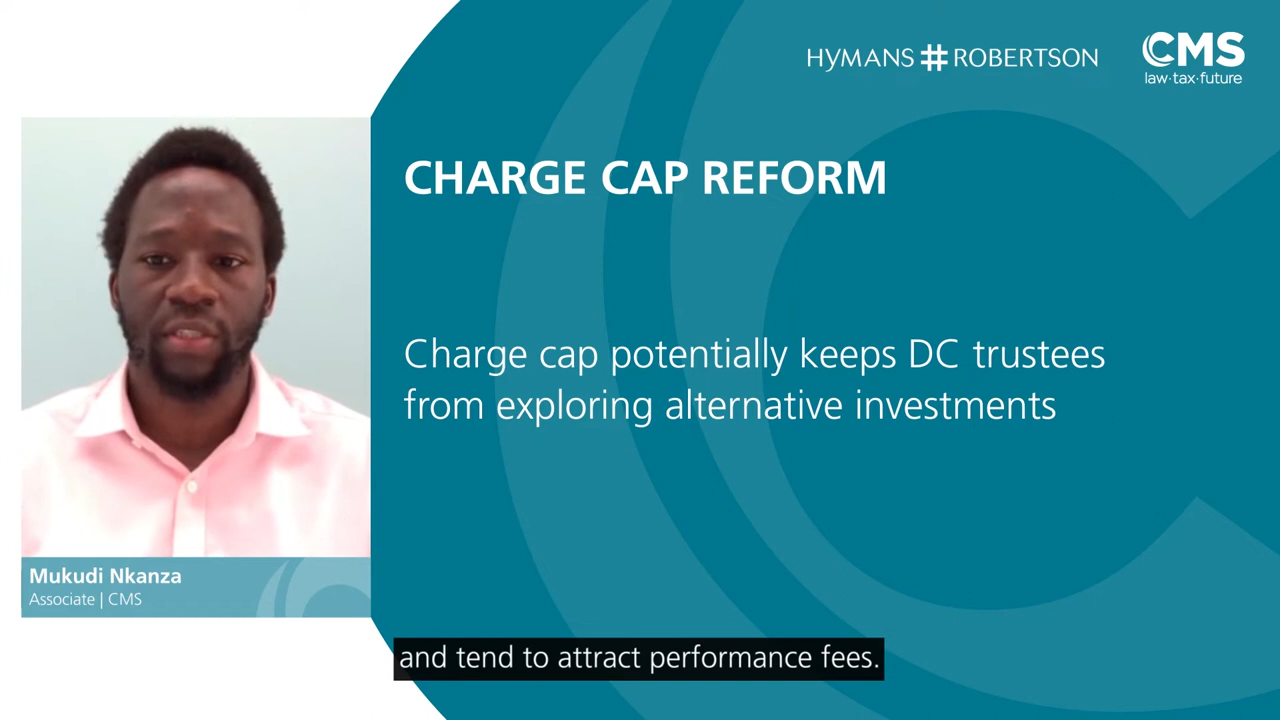 HYMANS # ROBERTSON
CMS
law·tax·future
CHARGE CAP REFORM
Charge cap potentially keeps DC trustees
from exploring alternative investments
Mukudi Nkanza
Associate | CMS
and tend to attract performance fees.